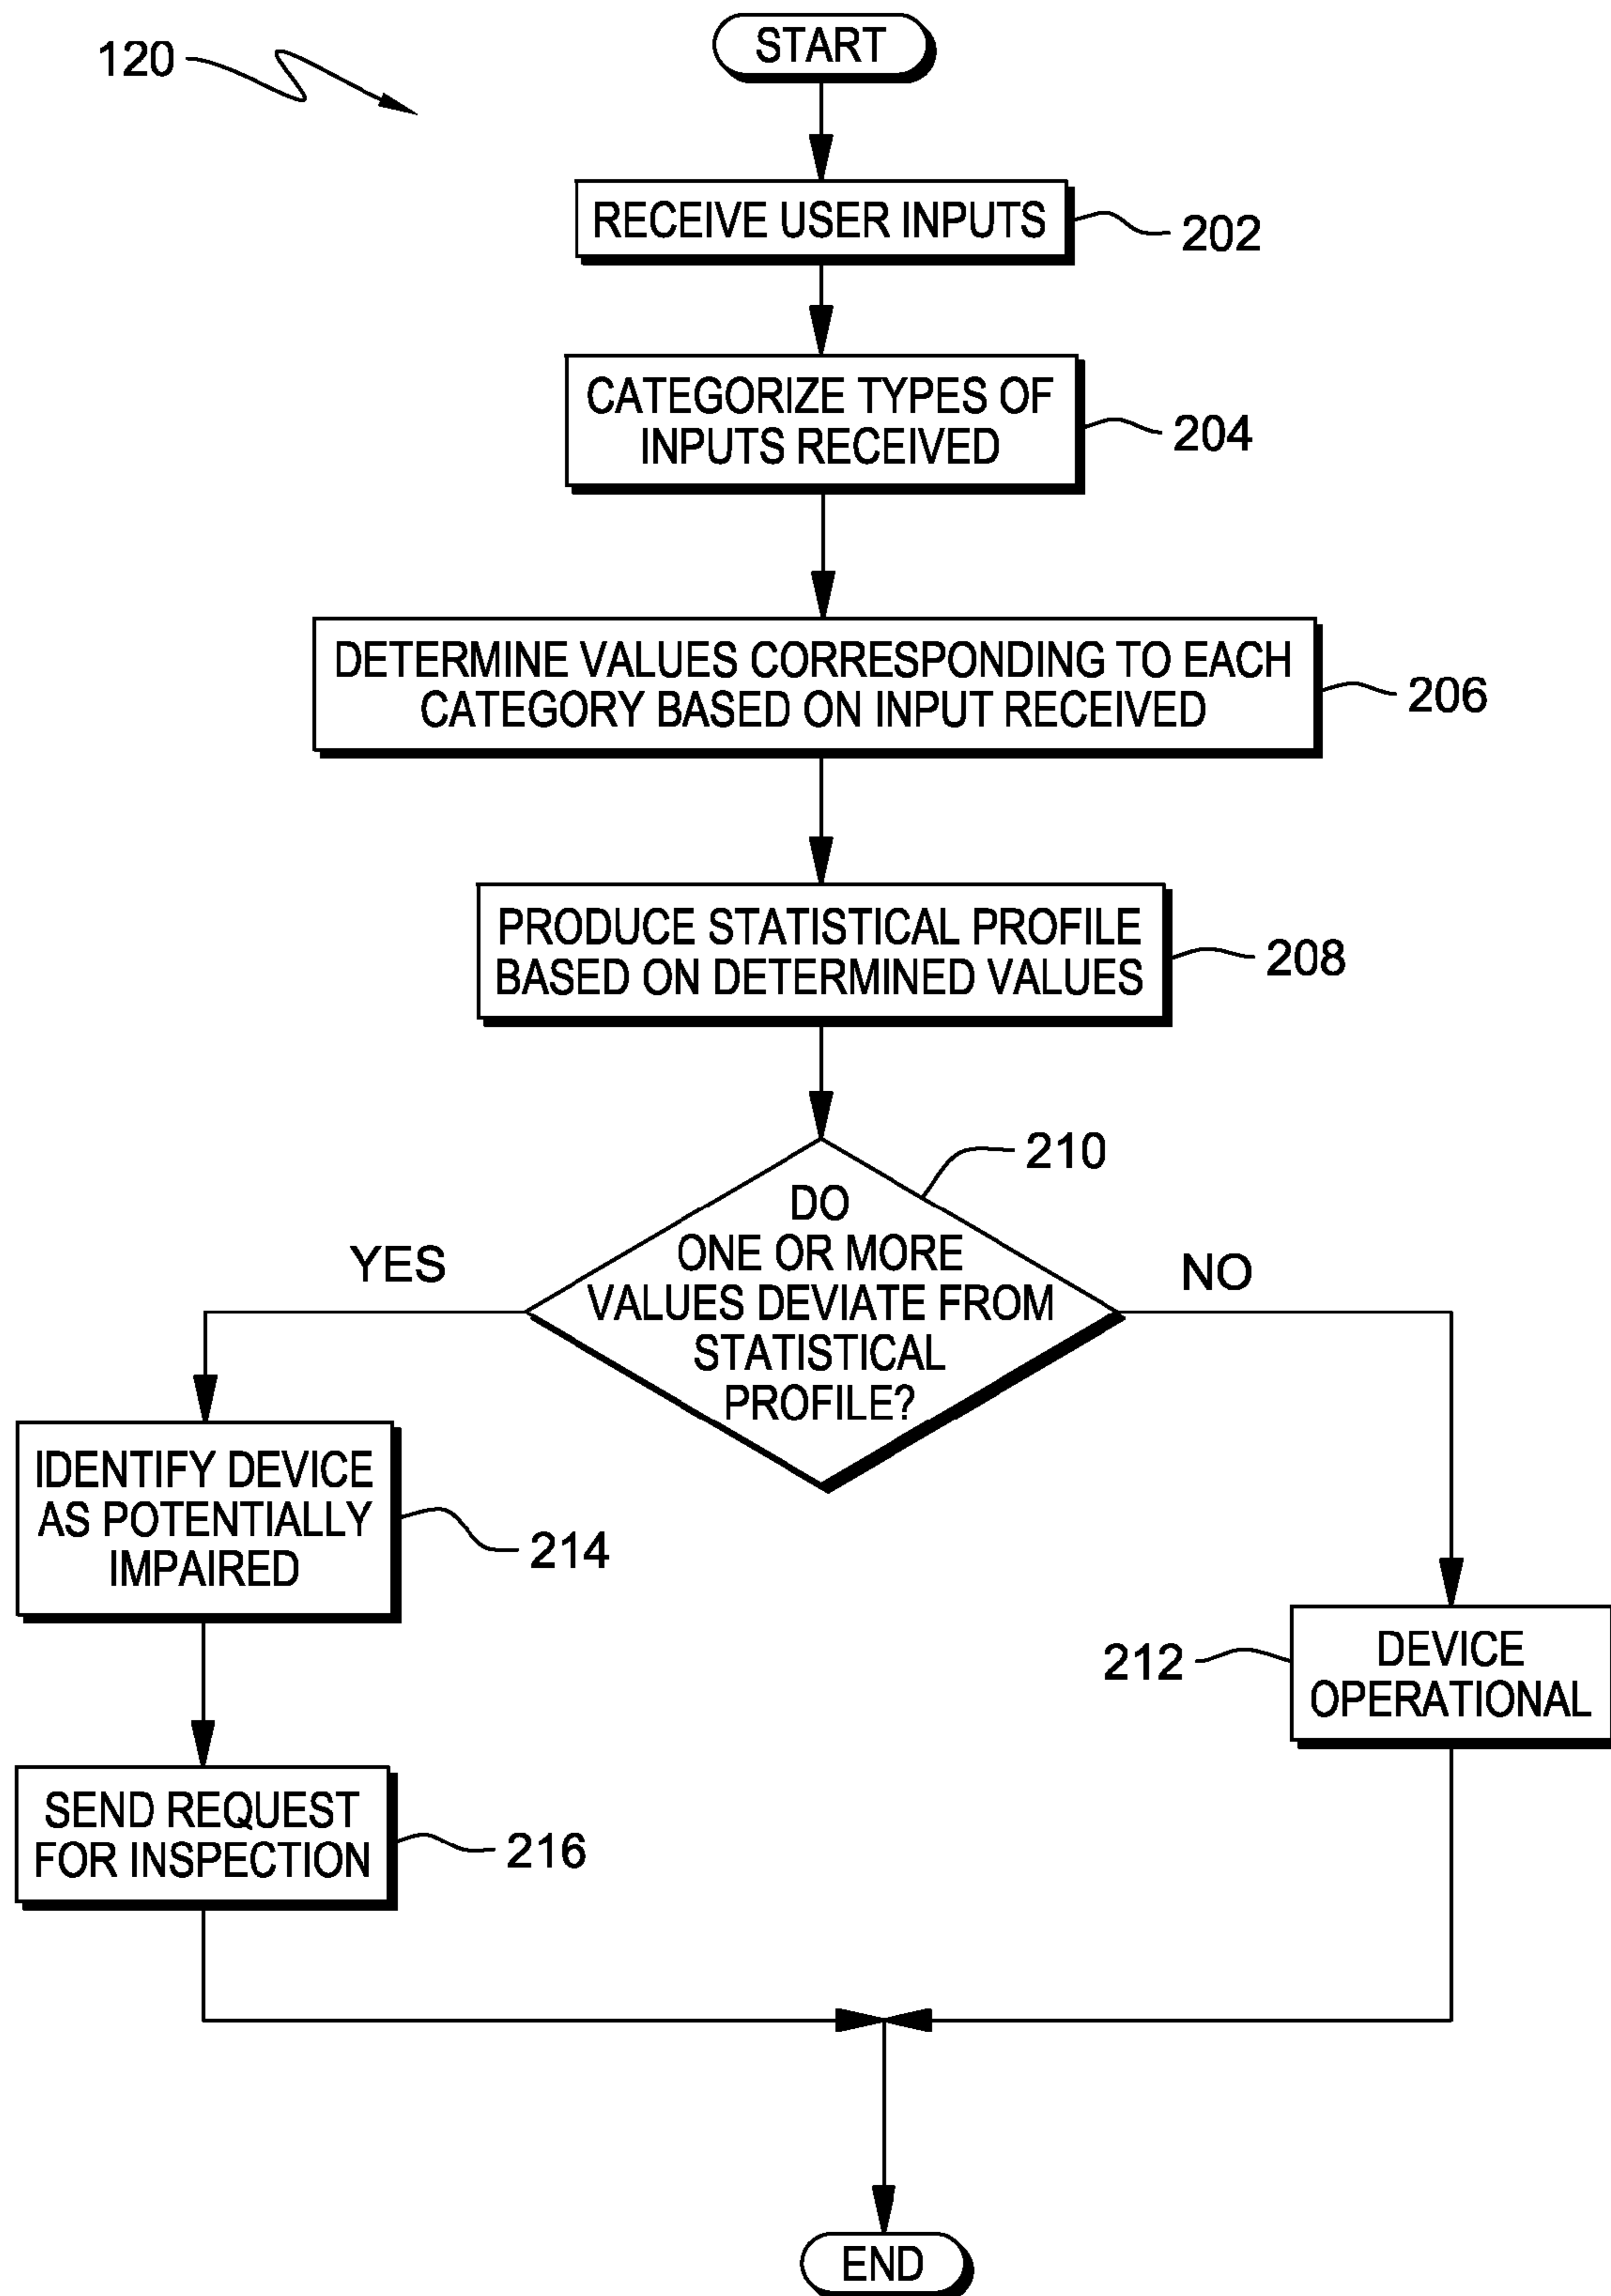 120
START
RECEIVE USER INPUTS
202
CATEGORIZE TYPES OF
INPUTS RECEIVED
204
DETERMINE VALUES CORRESPONDING TO EACH
CATEGORY BASED ON INPUT RECEIVED
206
PRODUCE STATISTICAL PROFILE
BASED ON DETERMINED VALUES
208
210
DO
ONE OR MORE
VALUES DEVIATE FROM
STATISTICAL
PROFILE?
YES
NO
IDENTIFY DEVICE
AS POTENTIALLY
IMPAIRED
214
212
DEVICE
OPERATIONAL
SEND REQUEST
FOR INSPECTION
216
END